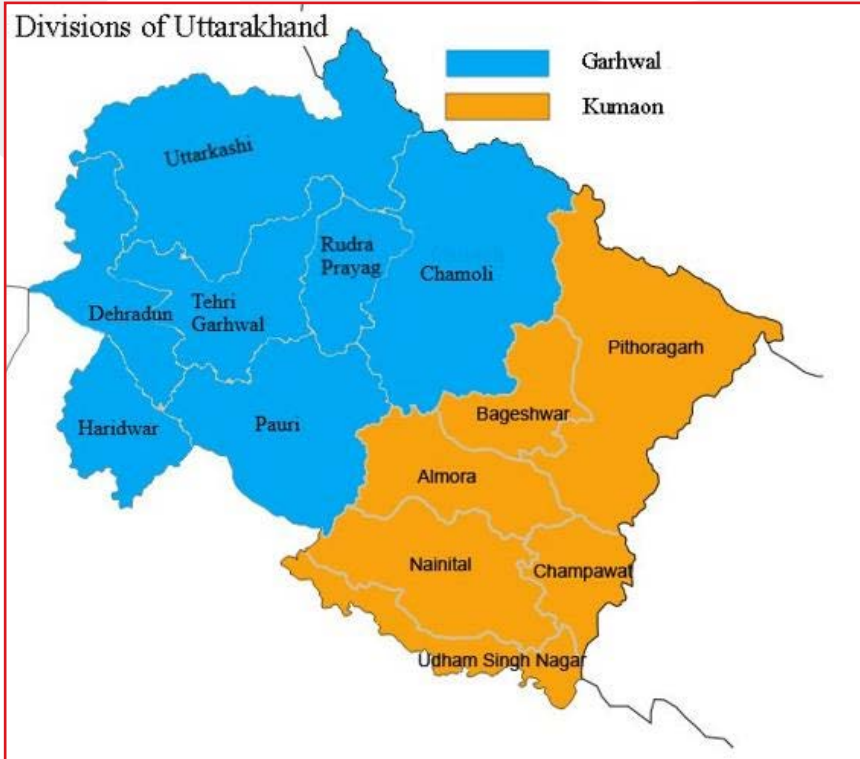 Divisions of Uttarakhand
Garhwal
Kumaon
Uttarkashi
Rudra
Prayag
Chamoli
Dehradun
Tehri
Garhwal
Pithoragarh
Haridwar
Pauri
Bageshwar
Almora
Nainital
Champawat
Udham Singh Nagar